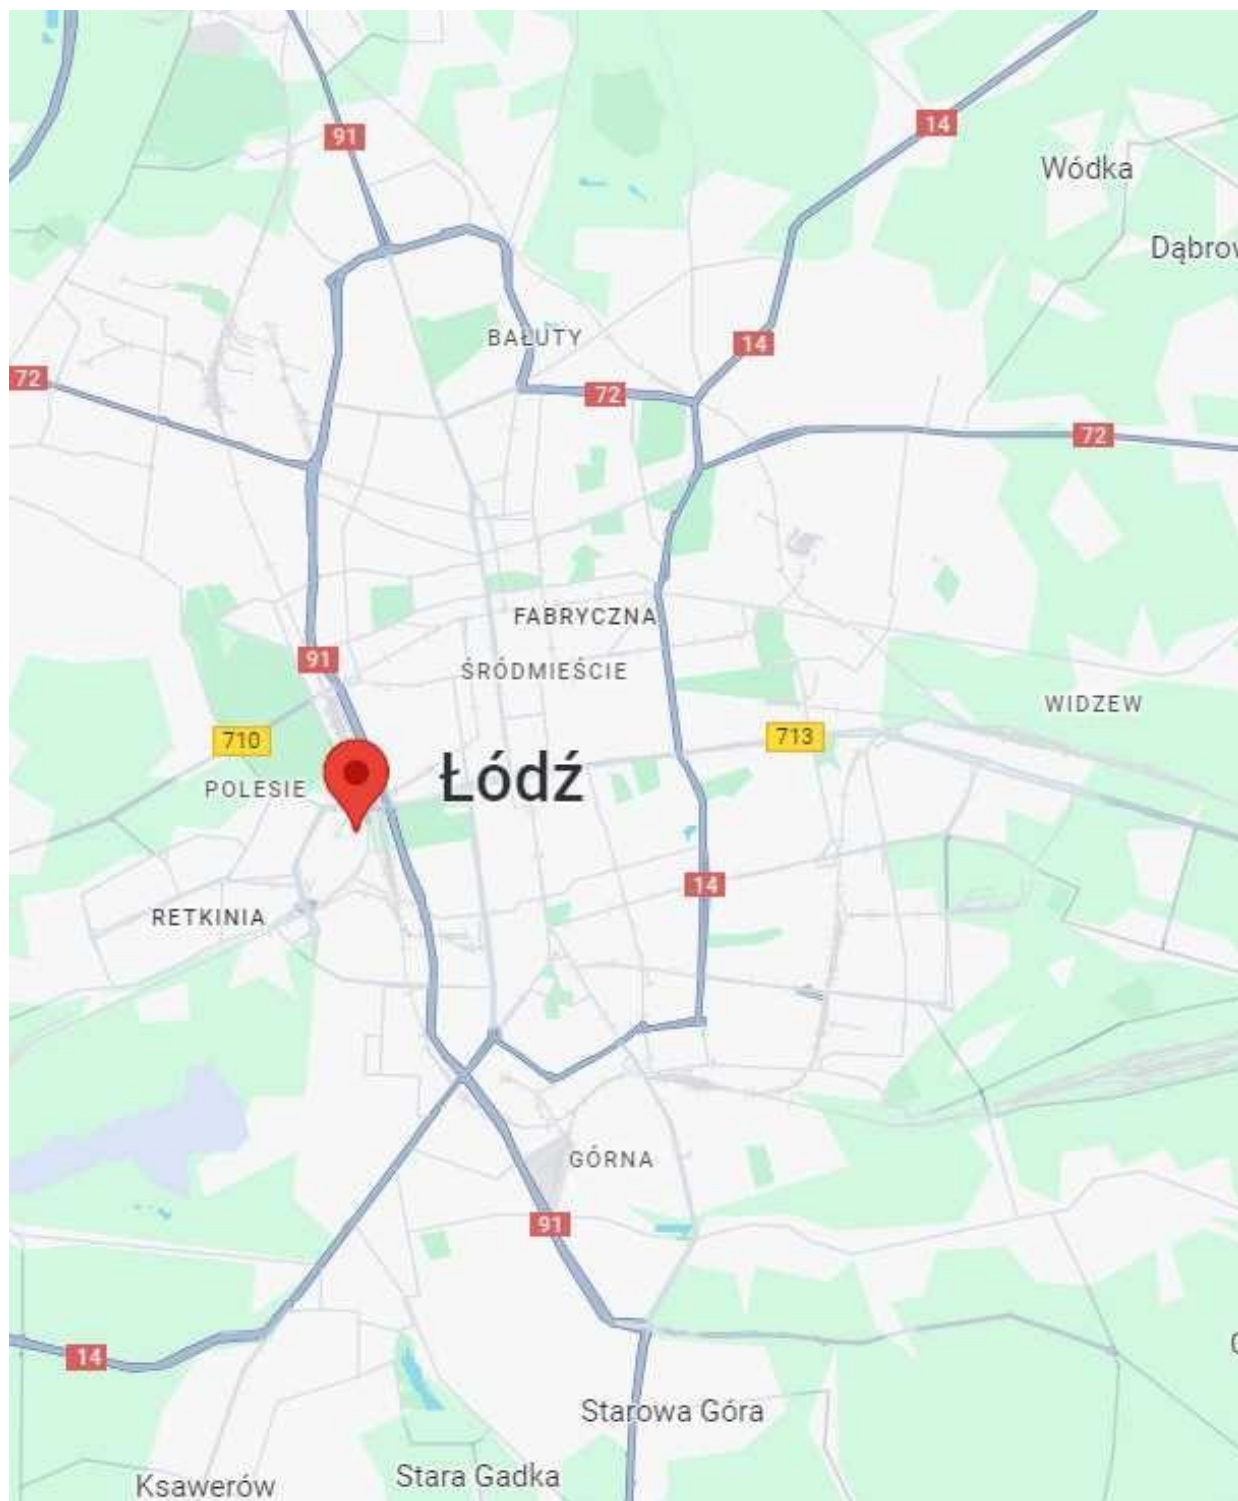 91
14
Wódka
Dąbrow
BAŁUTY
14
72
72
72
FABRYCZNA
91
ŚRÓDMIEŚCIE
WIDZEW
710
713
POLESIE
Łódź
14
RETKINIA
GÓRNA
91
14
Starowa Góra
Stara Gadka
Ksawerów